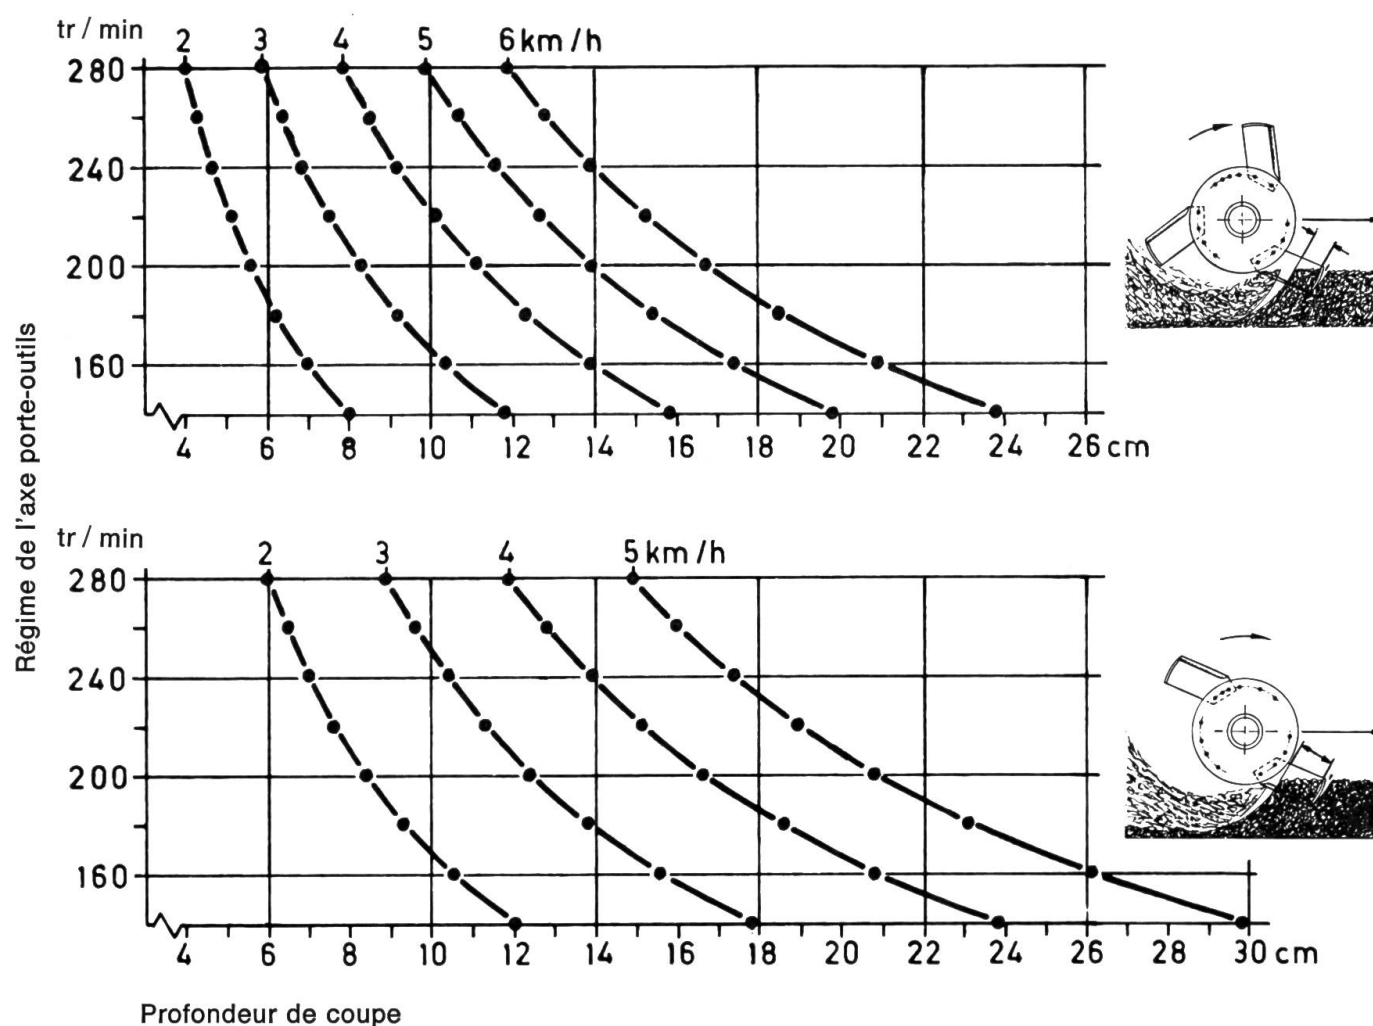 tr / min
2 3 4 5 6 km / h
280
240
200
160
4 6 8 10 12 14 16 18 20 22 24 26 cm
Régime de l'axe porte-outils
tr / min
2 3 4 5 km / h
280
240
200
160
4 6 8 10 12 14 16 18 20 22 24 26 28 30 cm
Profondeur de coupe